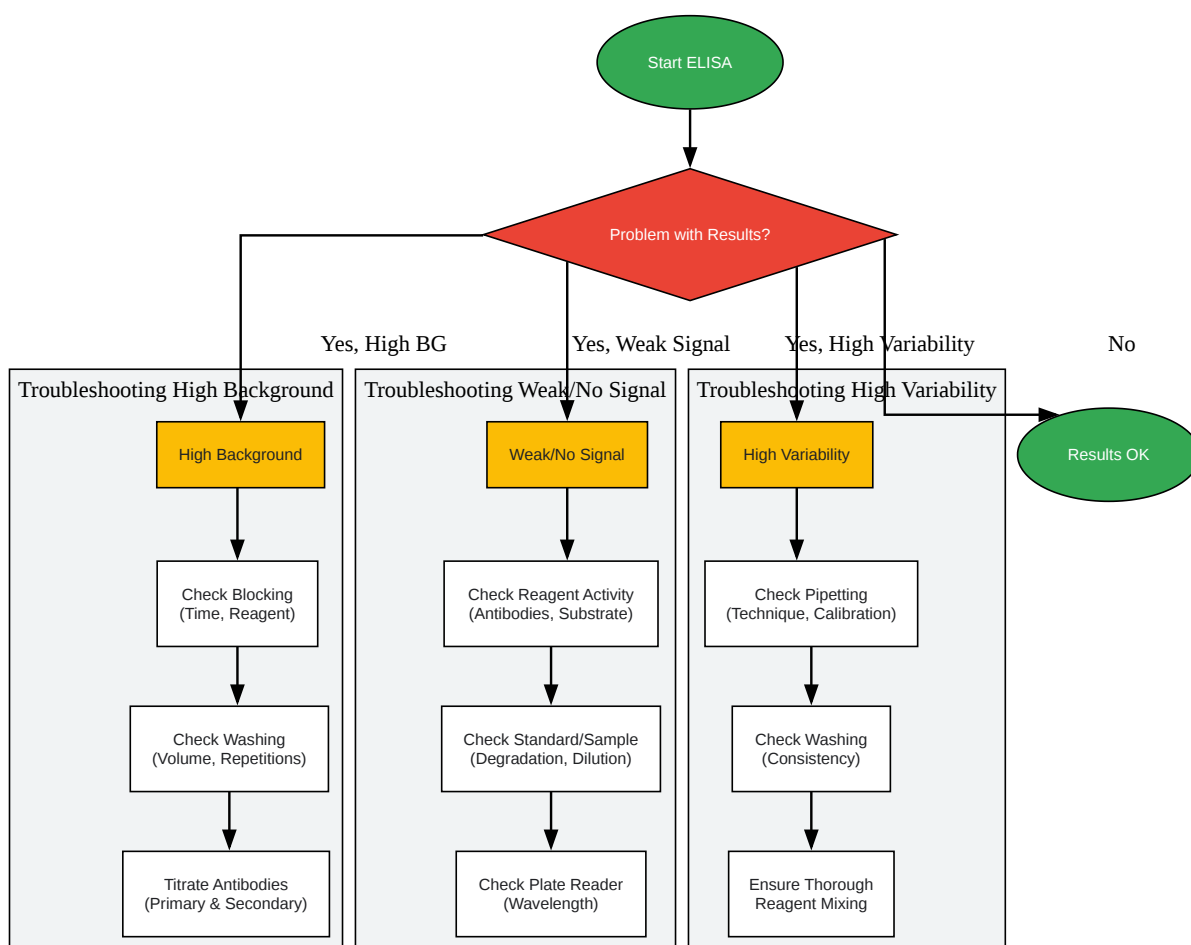 Start ELISA
Problem with Results?
Yes, High BG
Yes, Weak Signal
Yes, High Variability
No
Troubleshooting High Background
Troubleshooting Weak/No Signal
Troubleshooting High Variability
High Background
Weak/No Signal
High Variability
Results OK
Check Blocking
(Time, Reagent)
Check Reagent Activity
(Antibodies, Substrate)
Check Pipetting
(Technique, Calibration)
Check Washing
(Volume, Repetitions)
Check Standard/Sample
(Degradation, Dilution)
Check Washing
(Consistency)
Titrate Antibodies
(Primary & Secondary)
Check Plate Reader
(Wavelength)
Ensure Thorough
Reagent Mixing